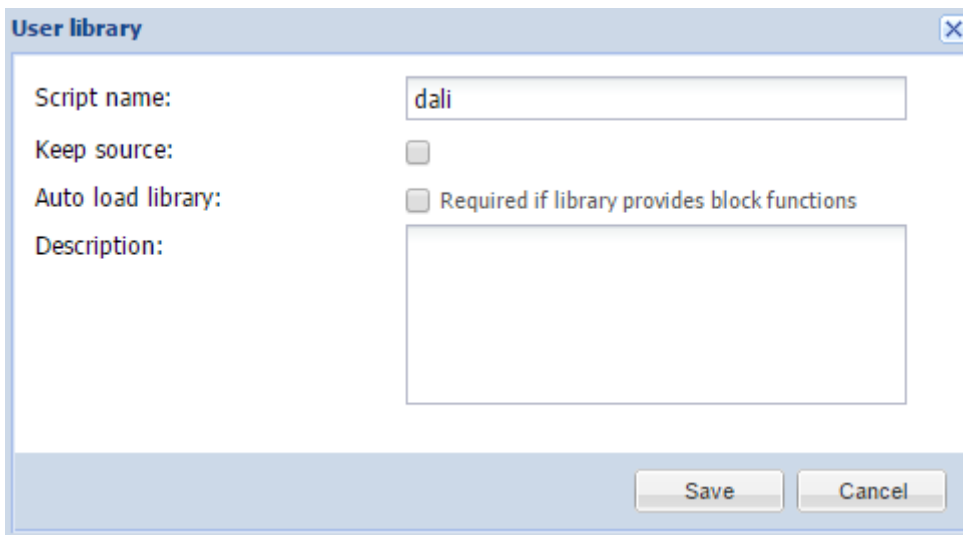 User library
Script name: dali
Keep source:
Auto load library: Required if library provides block functions
Description:
Save Cancel